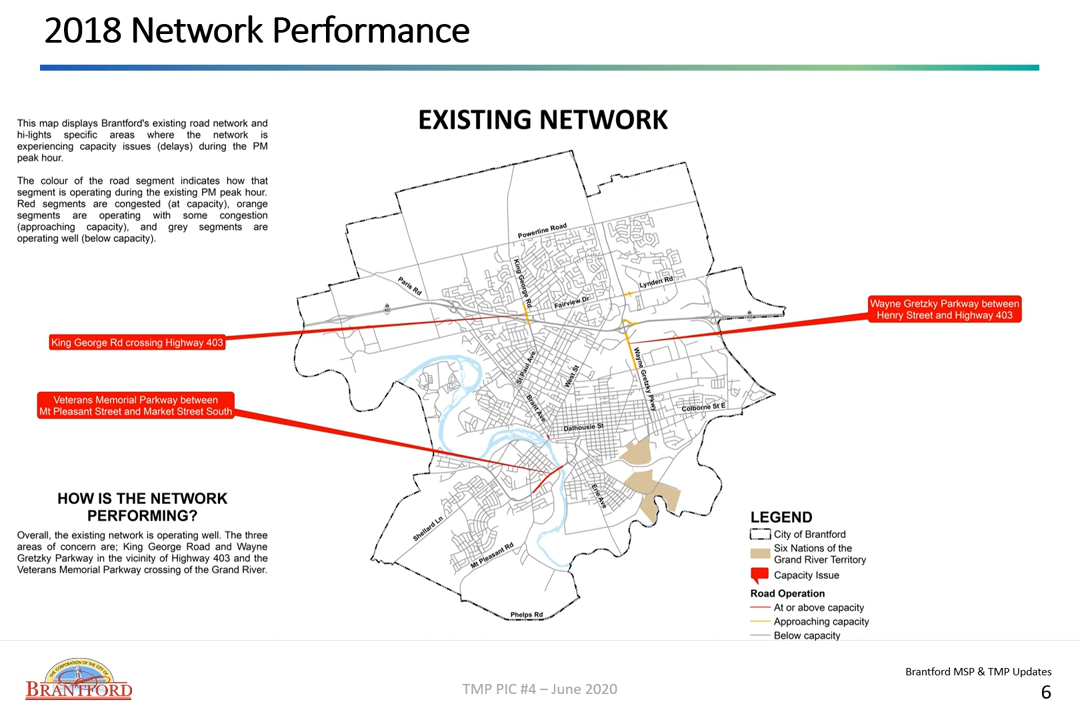 2018 Network Performance
This map displays Brantford's existing road network and
hi-lights specific areas where the network is
experiencing capacity issues (delays) during the PM
peak hour.
The colour of the road segment indicates how that
segment is operating during the existing PM peak hour.
Red segments are congested (at capacity), orange
segments are operating with some congestion
(approaching capacity), and grey segments are
operating well (below capacity).
EXISTING NETWORK
Powerline Road
King George Rd
Paris Rd
Lynden Rd
Fairview Dr
Wayne Gretzky Parkway between
Henry Street and Highway 403
King George Rd crossing Highway 403
St Paul Ave
West St
Wayne Gretzky Pkwy
Veterans Memorial Parkway between
Mt Pleasant Street and Market Street South
Brant Ave
Colborne St E
Dalhousie St
Erie Ave
Shellard Ln
Mt Pleasant Rd
Phelps Rd
HOW IS THE NETWORK
PERFORMING?
Overall, the existing network is operating well. The three
areas of concern are; King George Road and Wayne
Gretzky Parkway in the vicinity of Highway 403 and the
Veterans Memorial Parkway crossing of the Grand River.
LEGEND
City of Brantford
Six Nations of the
Grand River Territory
Capacity Issue
Road Operation
At or above capacity
Approaching capacity
Below capacity
THE CORPORATION OF THE CITY OF
BRANTFORD
TMP PIC #4 – June 2020
Brantford MSP & TMP Updates
6